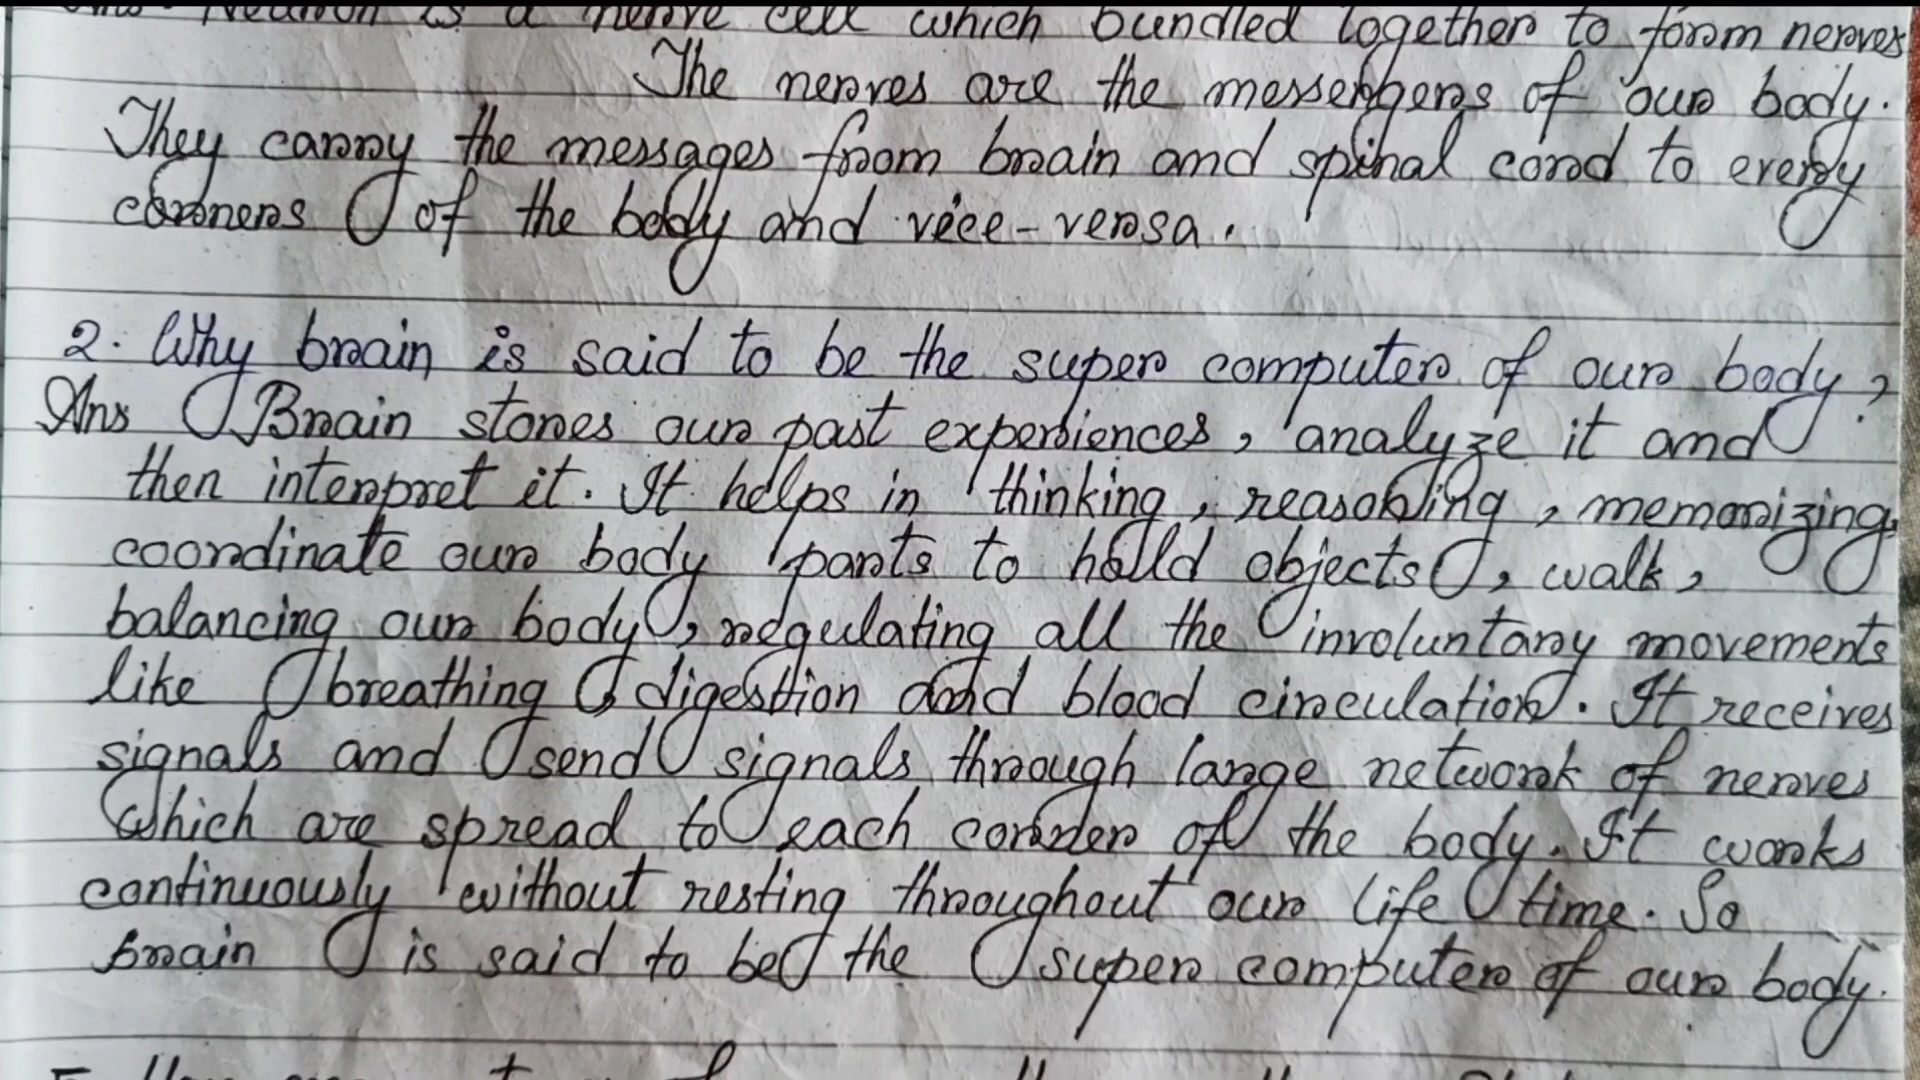 Ans. Neuron is a nerve cell which bundled together to form nerves
The nerves are the messengers of our body.
They carry the messages from brain and spinal cord to every
corners of the body and vice-versa.
2. Why brain is said to be the super computer of our body?
Ans Brain stores our past experiences, analyze it and
then interpret it. It helps in thinking, reasoning, memorizing,
coordinate our body parts to hold objects, walk,
balancing our body, regulating all the involuntary movements
like breathing, digestion and blood circulation. It receives
signals and send signals through large network of nerves
which are spread to each corner of the body. It works
continuously without resting throughout our life time. So
brain is said to be the super computer of our body.